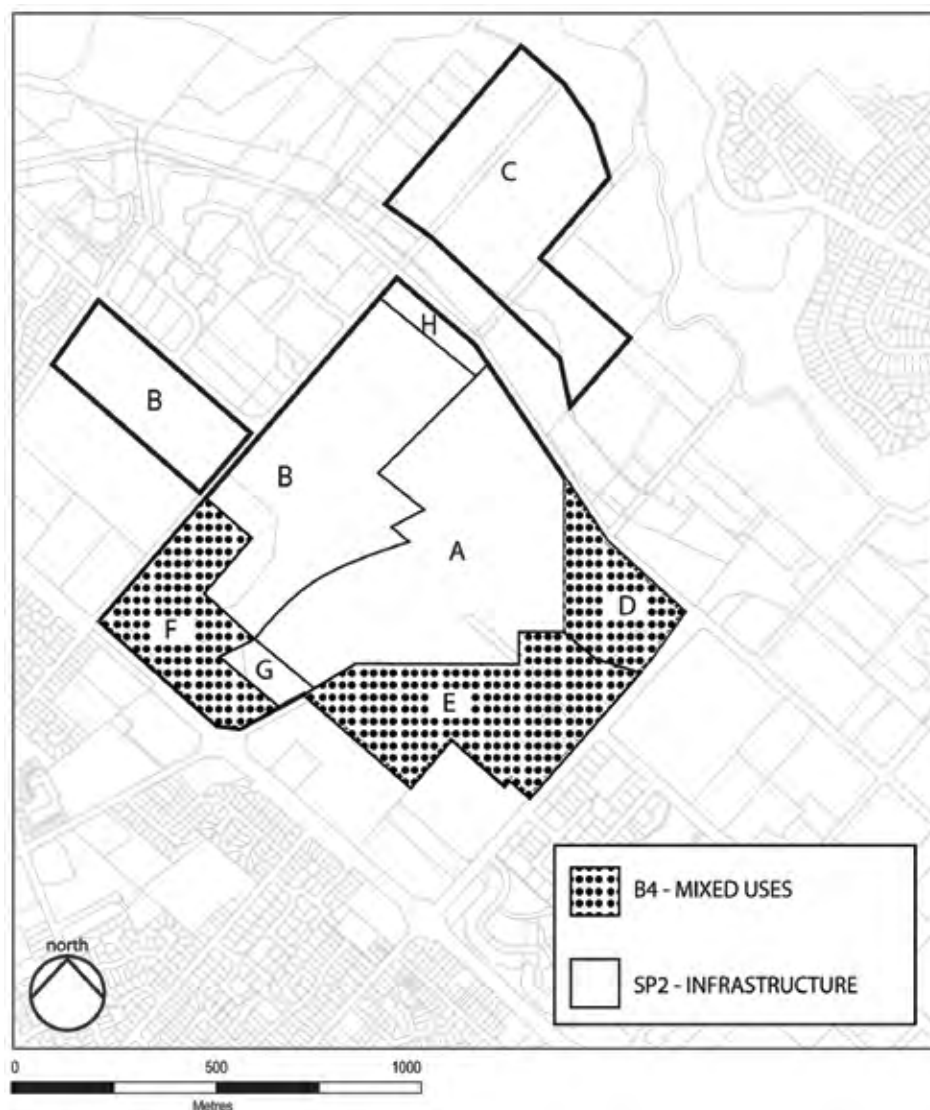 C
H
B
B
A
D
F
G
E
B4 - MIXED USES
SP2 - INFRASTRUCTURE
north
0 500 1000
Metres